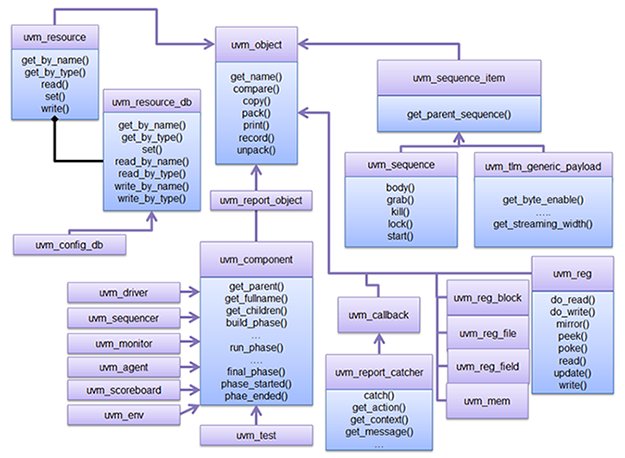 uvm_resource
get_by_name()
get_by_type()
read()
set()
write()
uvm_resource_db
get_by_name()
get_by_type()
set()
read_by_name()
read_by_type()
write_by_name()
write_by_type()
uvm_config_db
uvm_object
get_name()
compare()
copy()
pack()
print()
record()
unpack()
uvm_report_object
uvm_component
get_parent()
get_fullname()
get_children()
build_phase()
...
run_phase()
....
final_phase()
phase_started()
phae_ended()
uvm_driver
uvm_sequencer
uvm_monitor
uvm_agent
uvm_scoreboard
uvm_env
uvm_test
uvm_sequence_item
get_parent_sequence()
uvm_sequence
body()
grab()
kill()
lock()
start()
uvm_tlm_generic_payload
get_byte_enable()
.....
get_streaming_width()
uvm_callback
uvm_report_catcher
catch()
get_action()
get_context()
get_message()
...
uvm_reg_block
uvm_reg_file
uvm_reg_field
uvm_mem
uvm_reg
do_read()
do_write()
mirror()
peek()
poke()
read()
update()
write()